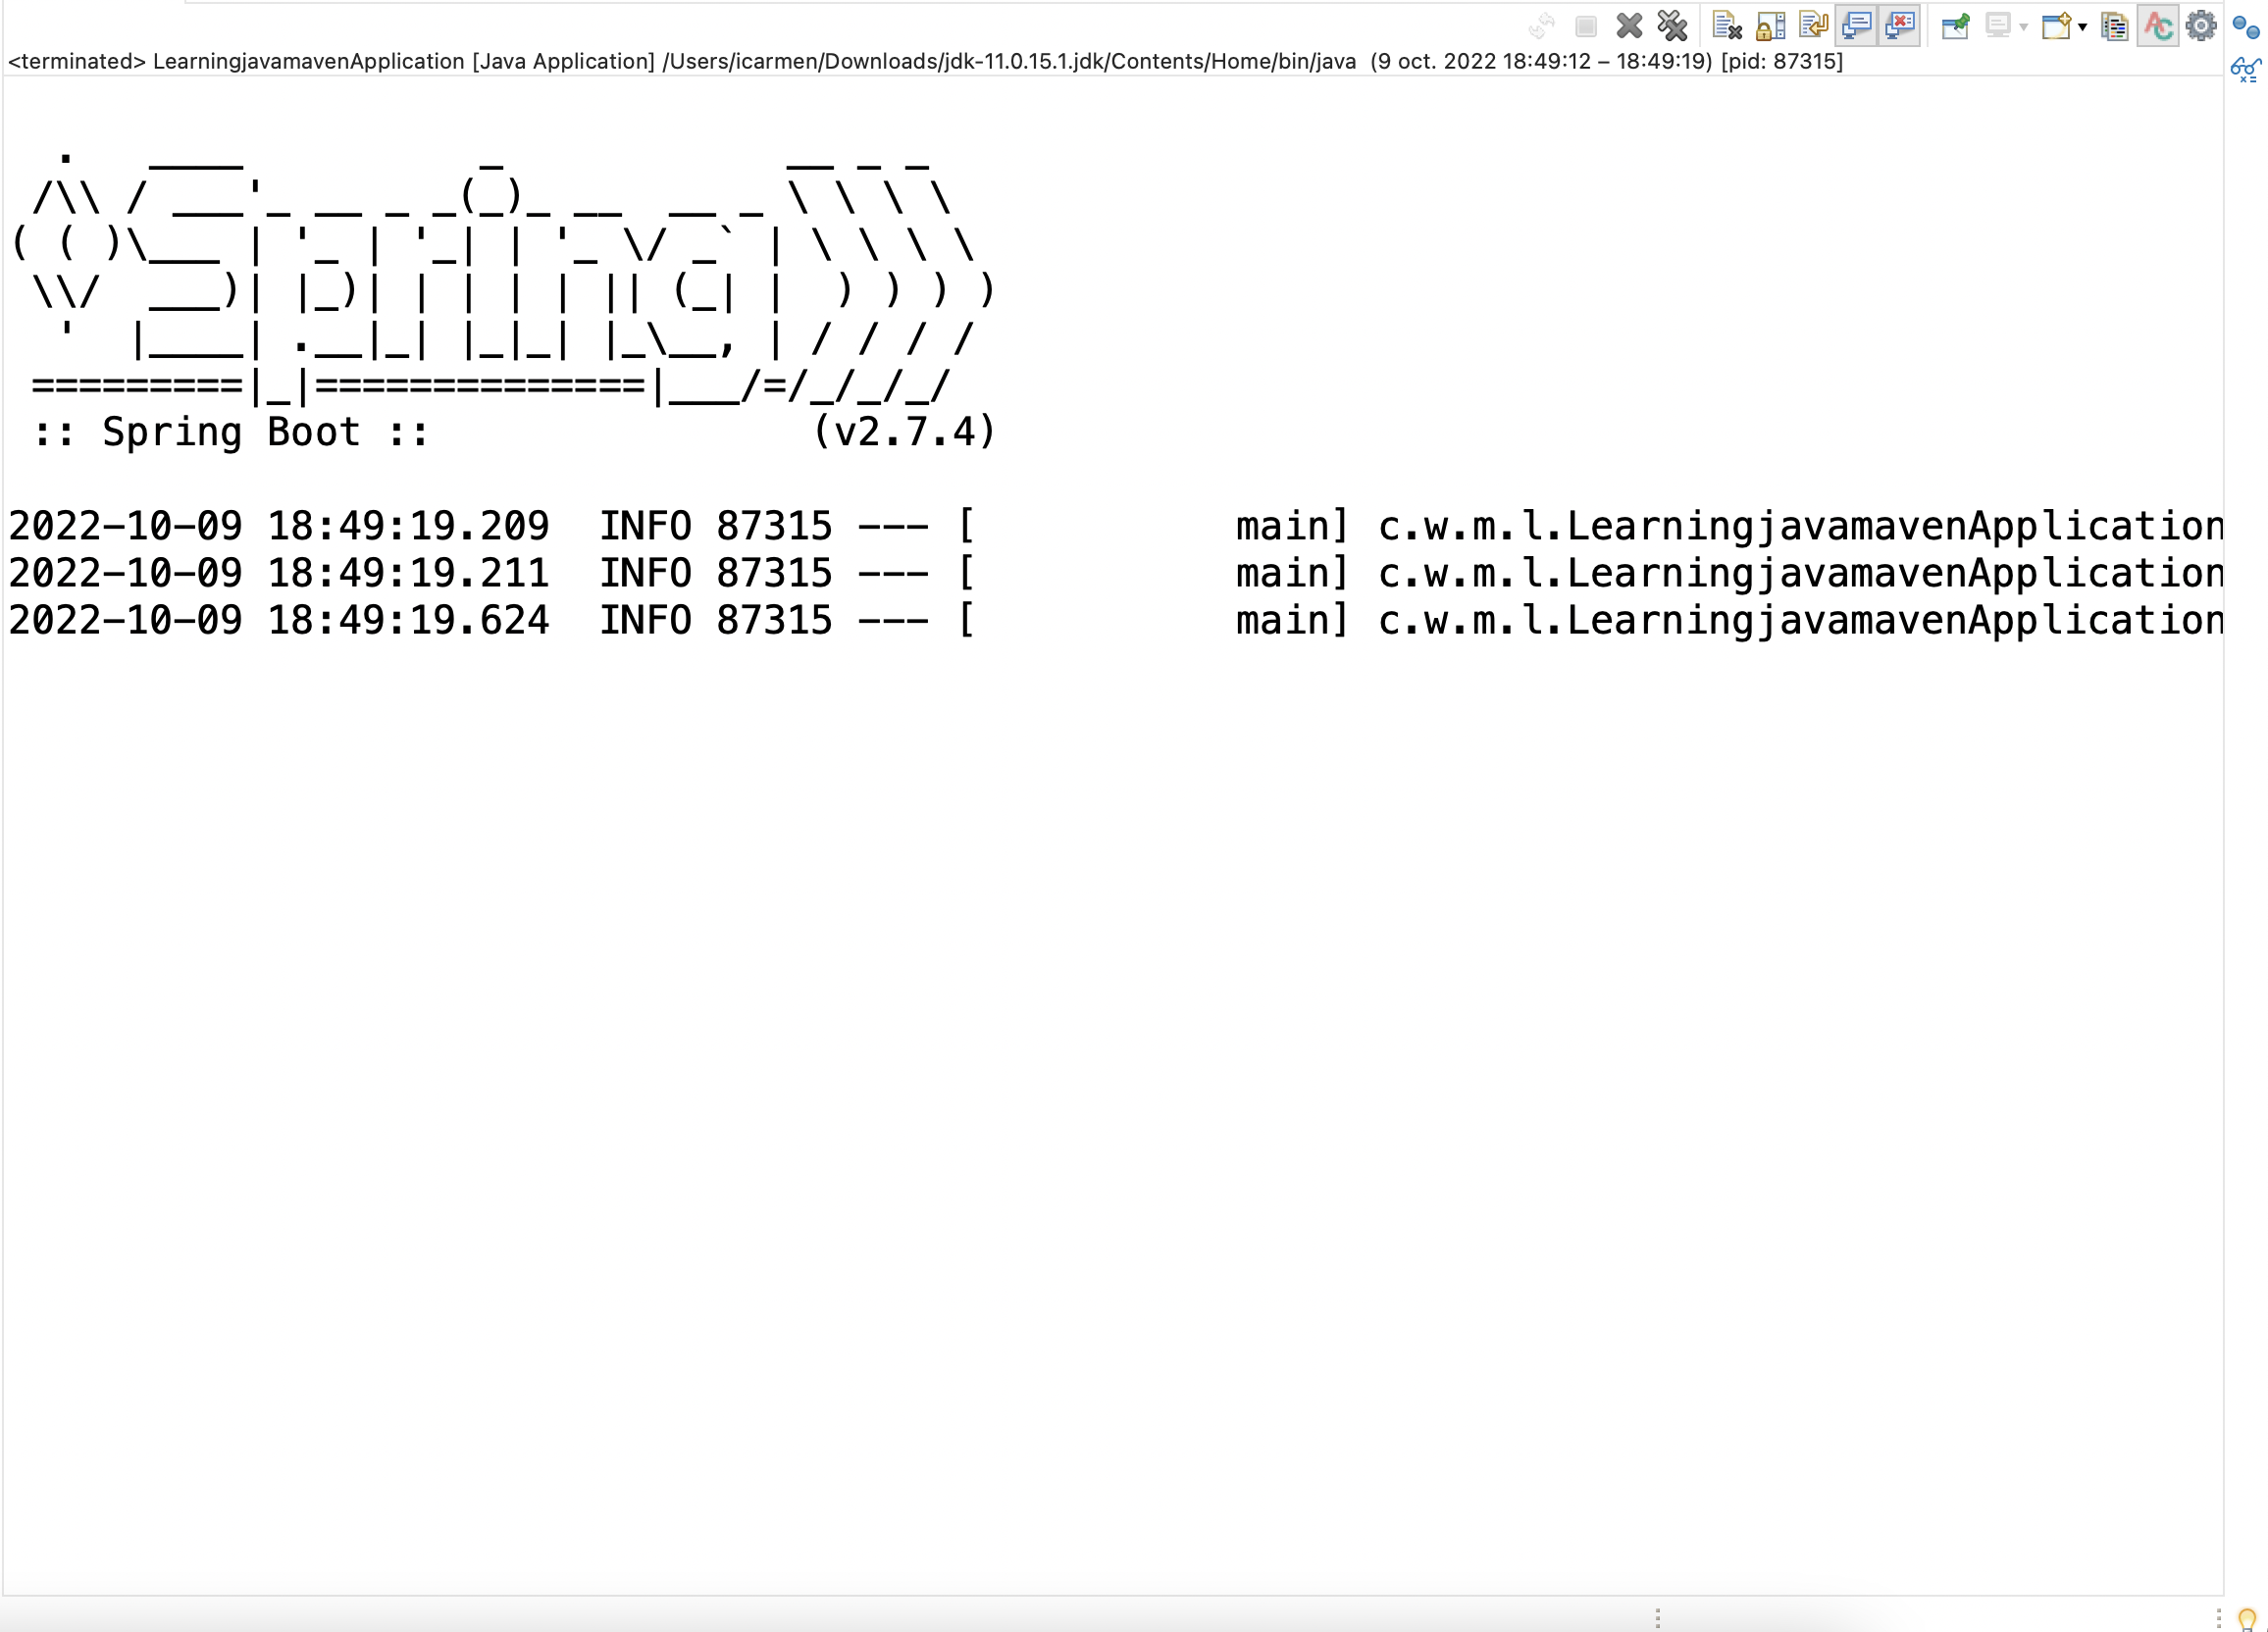 <terminated> LearningjavamavenApplication [Java Application] /Users/icarmen/Downloads/jdk-11.0.15.1.jdk/Contents/Home/bin/java  (9 oct. 2022 18:49:12 – 18:49:19) [pid: 87315]
  .   ____          _            __ _ _
 /\\ / ___'_ __ _ _(_)_ __  __ _ \ \ \ \
( ( )\___ | '_ | '_| | '_ \/ _` | \ \ \ \
 \\/  ___)| |_)| | | | | || (_| |  ) ) ) )
  '  |____| .__|_| |_|_| |_\__, | / / / /
 =========|_|==============|___/=/_/_/_/
 :: Spring Boot ::                (v2.7.4)
2022-10-09 18:49:19.209  INFO 87315 --- [           main] c.w.m.l.LearningjavamavenApplication
2022-10-09 18:49:19.211  INFO 87315 --- [           main] c.w.m.l.LearningjavamavenApplication
2022-10-09 18:49:19.624  INFO 87315 --- [           main] c.w.m.l.LearningjavamavenApplication